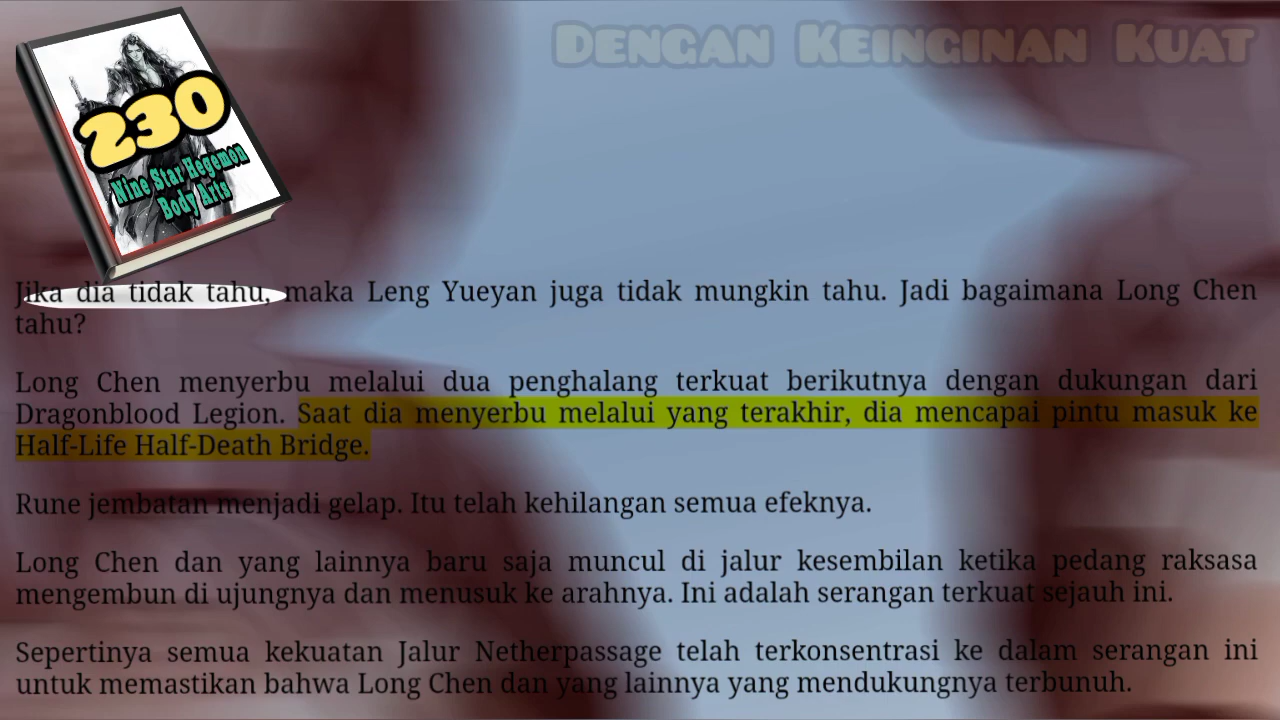 DENGAN KEINGINAN KUAT
230
Nine Star Hegemon
Body Arts
Jika dia tidak tahu, maka Leng Yueyan juga tidak mungkin tahu. Jadi bagaimana Long Chen
tahu?
Long Chen menyerbu melalui dua penghalang terkuat berikutnya dengan dukungan dari
Dragonblood Legion. Saat dia menyerbu melalui yang terakhir, dia mencapai pintu masuk ke
Half-Life Half-Death Bridge.
Rune jembatan menjadi gelap. Itu telah kehilangan semua efeknya.
Long Chen dan yang lainnya baru saja muncul di jalur kesembilan ketika pedang raksasa
mengembun di ujungnya dan menusuk ke arahnya. Ini adalah serangan terkuat sejauh ini.
Sepertinya semua kekuatan Jalur Netherpassage telah terkonsentrasi ke dalam serangan ini
untuk memastikan bahwa Long Chen dan yang lainnya yang mendukungnya terbunuh.